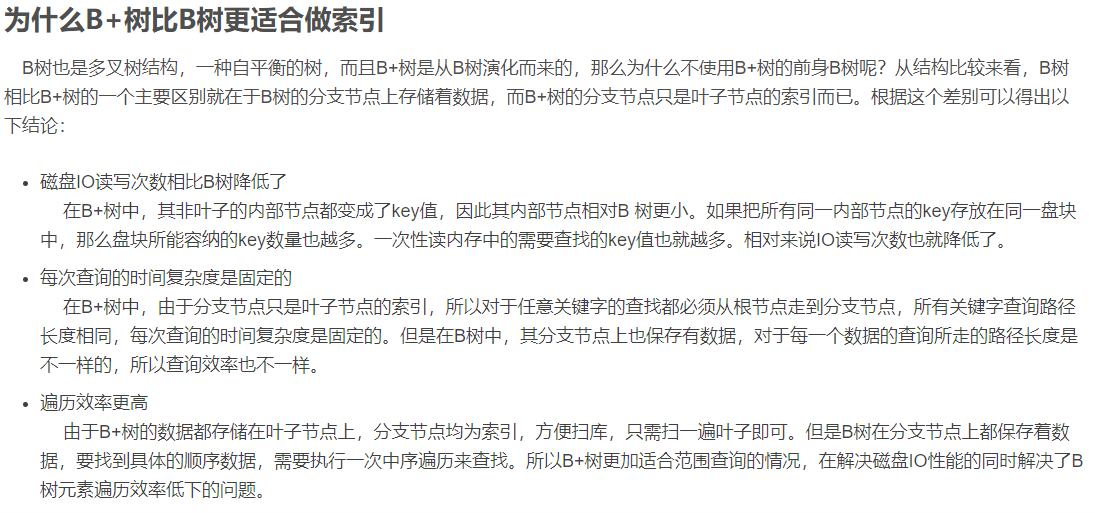 为什么B+树比B树更适合做索引
B树也是多叉树结构，一种自平衡的树，而且B+树是从B树演化而来的，那么为什么不使用B+树的前身B树呢？从结构比较来看，B树
相比B+树的一个主要区别就在于B树的分支节点上存储着数据，而B+树的分支节点只是叶子节点的索引而已。根据这个差别可以得出以
下结论：
• 磁盘IO读写次数相比B树降低了
在B+树中，其非叶子的内部节点都变成了key值，因此其内部节点相对B 树更小。如果把所有同一内部节点的key存放在同一盘块
中，那么盘块所能容纳的key数量也越多。一次性读内存中的需要查找的key值也就越多。相对来说IO读写次数也就降低了。
• 每次查询的时间复杂度是固定的
在B+树中，由于分支节点只是叶子节点的索引，所以对于任意关键字的查找都必须从根节点走到分支节点，所有关键字查询路径
长度相同，每次查询的时间复杂度是固定的。但是在B树中，其分支节点上也保存有数据，对于每一个数据的查询所走的路径长度是
不一样的，所以查询效率也不一样。
• 遍历效率更高
由于B+树的数据都存储在叶子节点上，分支节点均为索引，方便扫库，只需扫一遍叶子即可。但是B树在分支节点上都保存着数
据，要找到具体的顺序数据，需要执行一次中序遍历来查找。所以B+树更加适合范围查询的情况，在解决磁盘IO性能的同时解决了B
树元素遍历效率低下的问题。